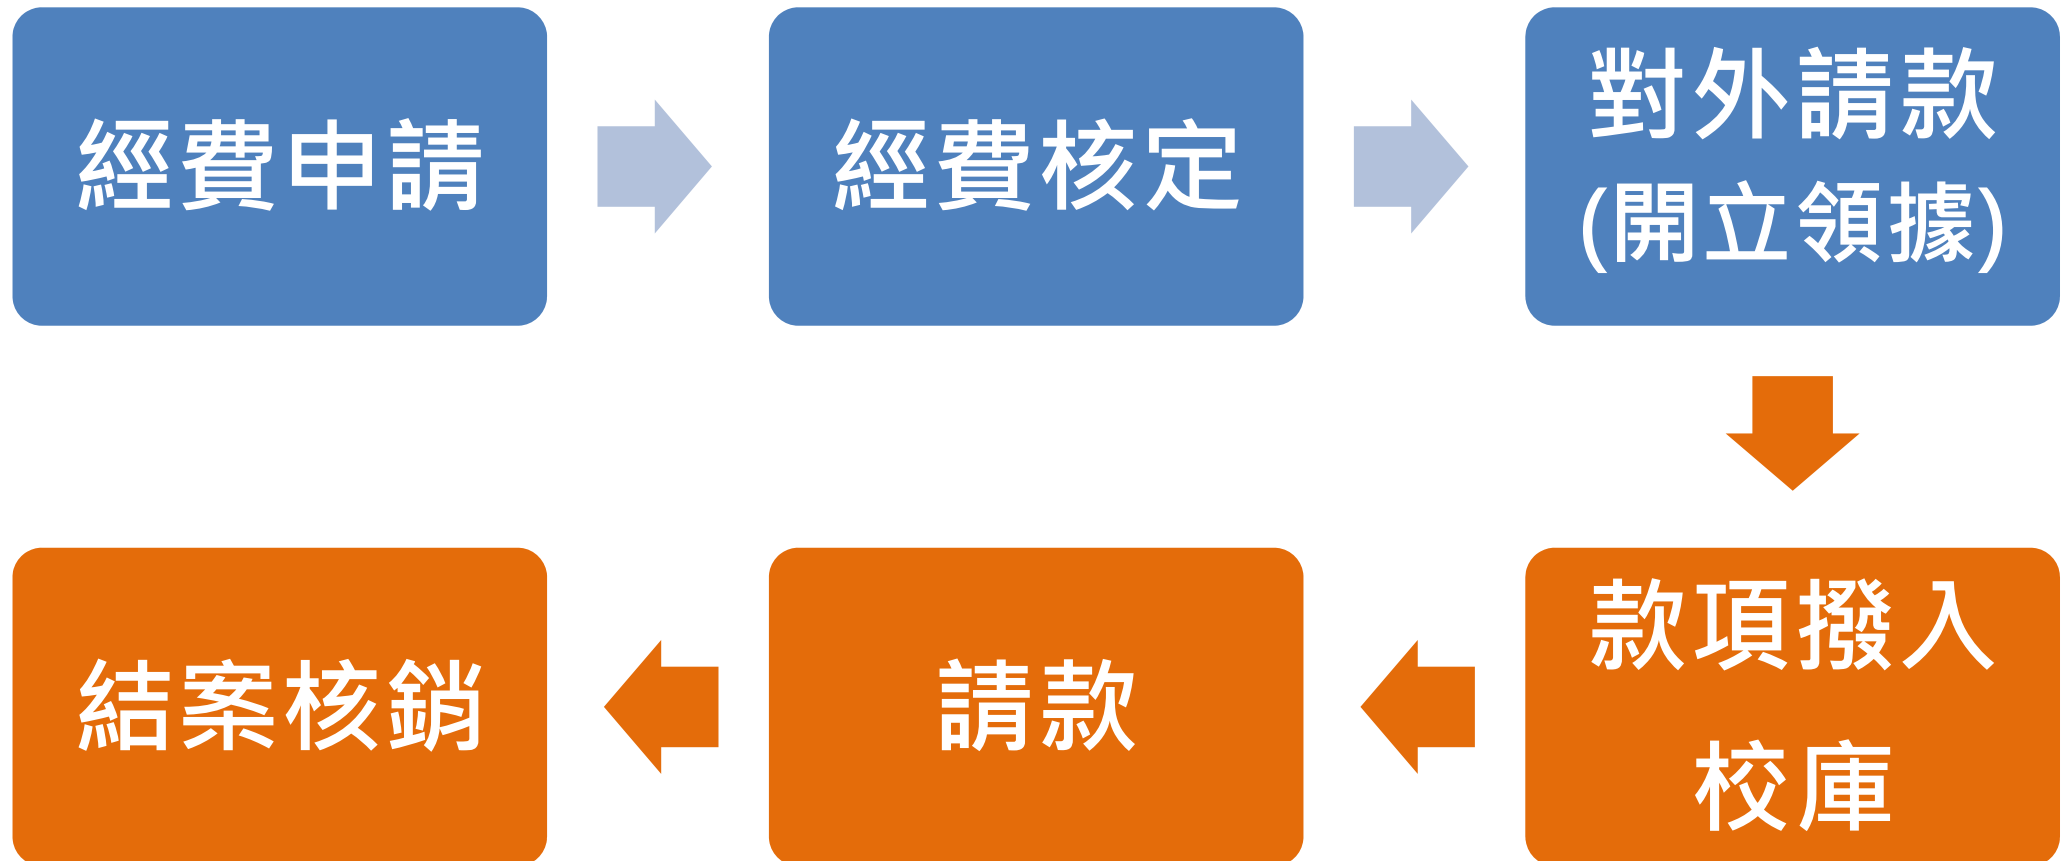 經費申請
經費核定
對外請款
(開立領據)
款項撥入
校庫
請款
結案核銷